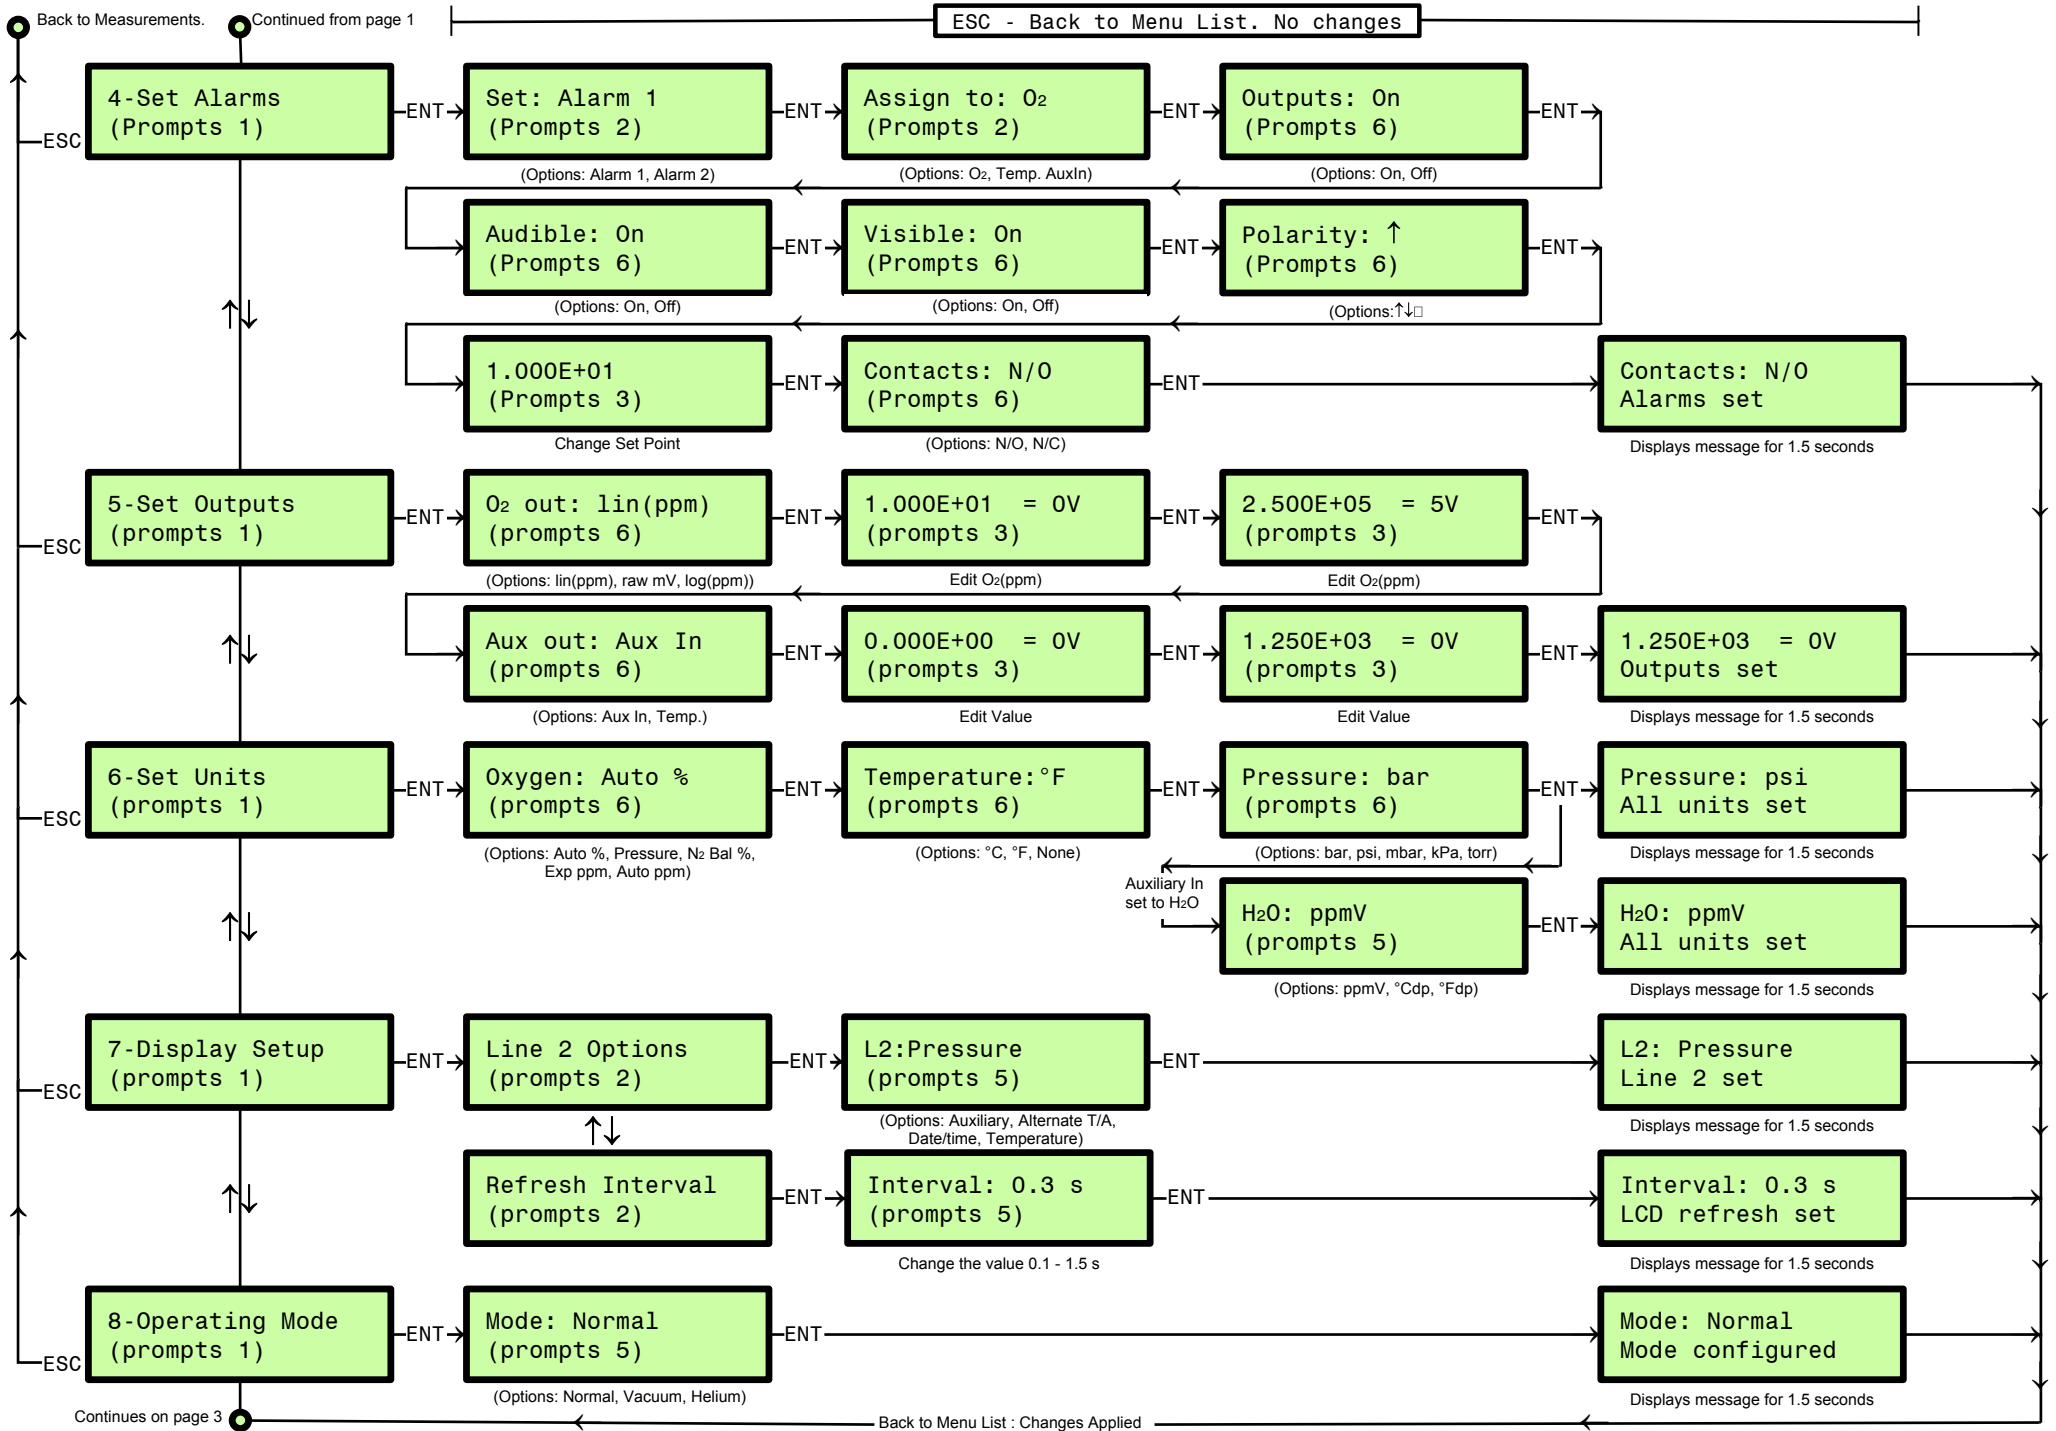 Back to Measurements.
Continued from page 1
ESC - Back to Menu List. No changes
4-Set Alarms
(Prompts 1)
ENT
Set: Alarm 1
(Prompts 2)
ENT
Assign to: O2
(Prompts 2)
ENT
Outputs: On
(Prompts 6)
ENT
ESC
(Options: Alarm 1, Alarm 2)
(Options: O2, Temp. AuxIn)
(Options: On, Off)
Audible: On
(Prompts 6)
ENT
Visible: On
(Prompts 6)
ENT
Polarity: ↑
(Prompts 6)
ENT
(Options: On, Off)
(Options: On, Off)
(Options:↑↓□
↑↓
1.000E+01
(Prompts 3)
ENT
Contacts: N/O
(Prompts 6)
ENT
Contacts: N/O
Alarms set
Change Set Point
(Options: N/O, N/C)
Displays message for 1.5 seconds
5-Set Outputs
(prompts 1)
ENT
O2 out: lin(ppm)
(prompts 6)
ENT
1.000E+01 = 0V
(prompts 3)
ENT
2.500E+05 = 5V
(prompts 3)
ENT
ESC
(Options: lin(ppm), raw mV, log(ppm))
Edit O2(ppm)
Edit O2(ppm)
↑↓
Aux out: Aux In
(prompts 6)
ENT
0.000E+00 = 0V
(prompts 3)
ENT
1.250E+03 = 0V
(prompts 3)
ENT
1.250E+03 = 0V
Outputs set
(Options: Aux In, Temp.)
Edit Value
Edit Value
Displays message for 1.5 seconds
6-Set Units
(prompts 1)
ENT
Oxygen: Auto %
(prompts 6)
ENT
Temperature:°F
(prompts 6)
ENT
Pressure: bar
(prompts 6)
ENT
Pressure: psi
All units set
ESC
(Options: Auto %, Pressure, N2 Bal %,
Exp ppm, Auto ppm)
(Options: °C, °F, None)
(Options: bar, psi, mbar, kPa, torr)
Displays message for 1.5 seconds
Auxiliary In
set to H2O
↑↓
H2O: ppmV
(prompts 5)
ENT
H2O: ppmV
All units set
(Options: ppmV, °Cdp, °Fdp)
Displays message for 1.5 seconds
7-Display Setup
(prompts 1)
ENT
Line 2 Options
(prompts 2)
ENT
L2:Pressure
(prompts 5)
ENT
L2: Pressure
Line 2 set
ESC
(Options: Auxiliary, Alternate T/A,
Date/time, Temperature)
Displays message for 1.5 seconds
↑↓
↑↓
Refresh Interval
(prompts 2)
ENT
Interval: 0.3 s
(prompts 5)
ENT
Interval: 0.3 s
LCD refresh set
Change the value 0.1 - 1.5 s
Displays message for 1.5 seconds
8-Operating Mode
(prompts 1)
ENT
Mode: Normal
(prompts 5)
ENT
Mode: Normal
Mode configured
ESC
(Options: Normal, Vacuum, Helium)
Displays message for 1.5 seconds
Continues on page 3
Back to Menu List : Changes Applied